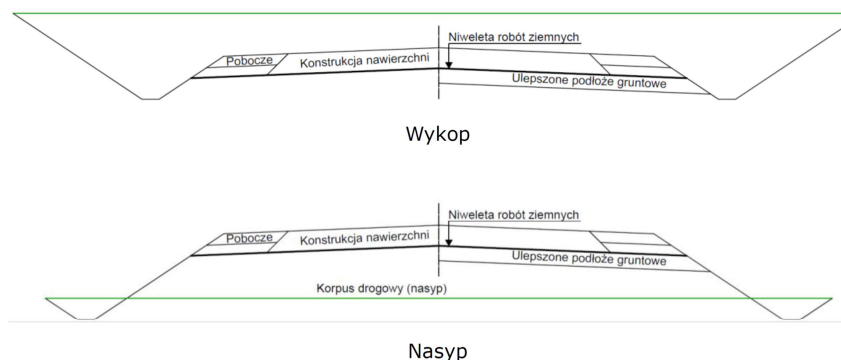 Niweleta robót ziemnych
Pobocze
Konstrukcja nawierzchni
Ulepszone podłoże gruntowe
Wykop
Niweleta robót ziemnych
Pobocze
Konstrukcja nawierzchni
Ulepszone podłoże gruntowe
Korpus drogowy (nasyp)
Nasyp